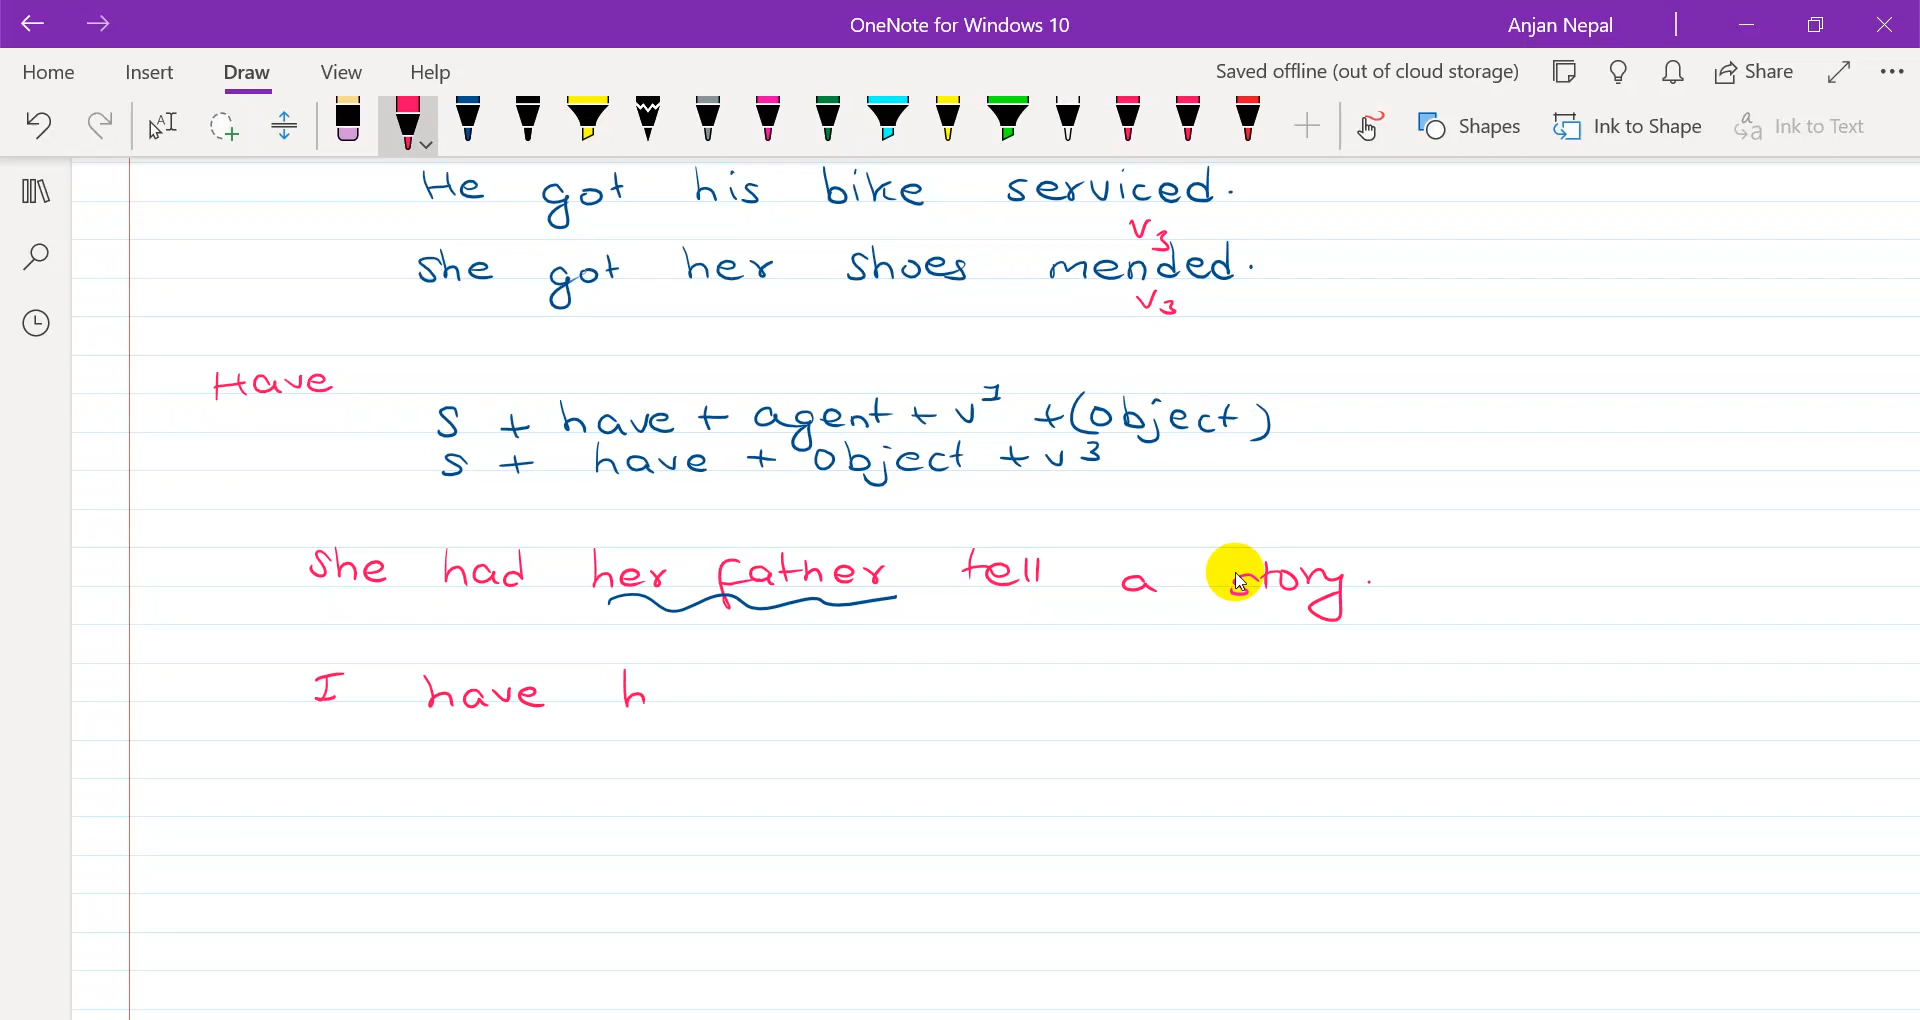 OneNote for Windows 10 Anjan Nepal
Home Insert Draw View Help Saved offline (out of cloud storage) Share
Shapes Ink to Shape Ink to Text
He got his bike serviced.
V3
She got her shoes mended.
V3
Have
S + have + agent + v1 + (object)
S + have + object + v3
She had her father tell a story.
I have h